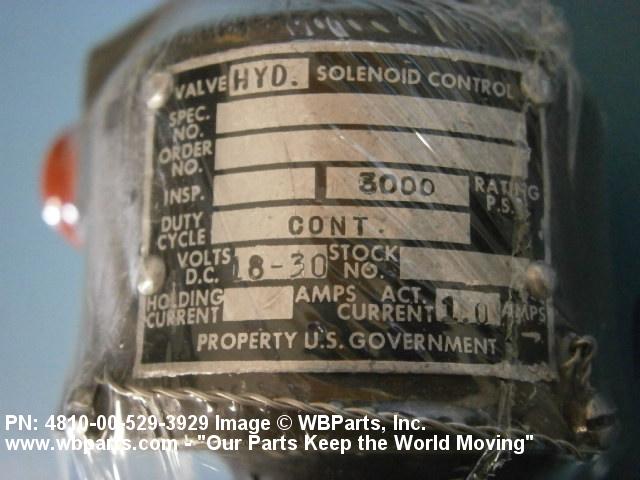 VALVE HYD. SOLENOID CONTROL
SPEC. NO.
ORDER NO.
INSP. 3000 RATING P.S.I.
DUTY CYCLE CONT.
VOLTS D.C. 18-30 STOCK NO.
HOLDING CURRENT AMPS ACT. CURRENT 1.0 AMPS
PROPERTY U.S. GOVERNMENT →
PN: 4810-00-529-3929 Image © WBParts, Inc.
www.wbparts.com - "Our Parts Keep the World Moving"